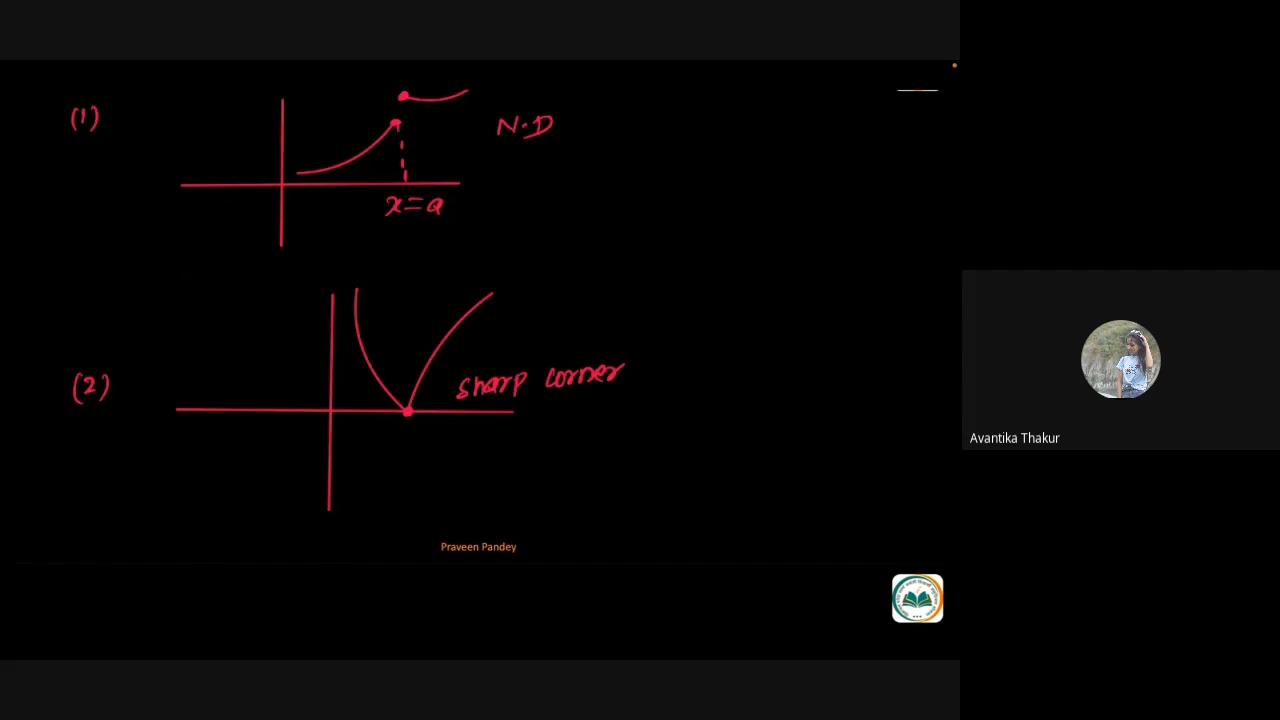 (1)
N.D
x=a
(2)
sharp corner
Praveen Pandey
Avantika Thakur